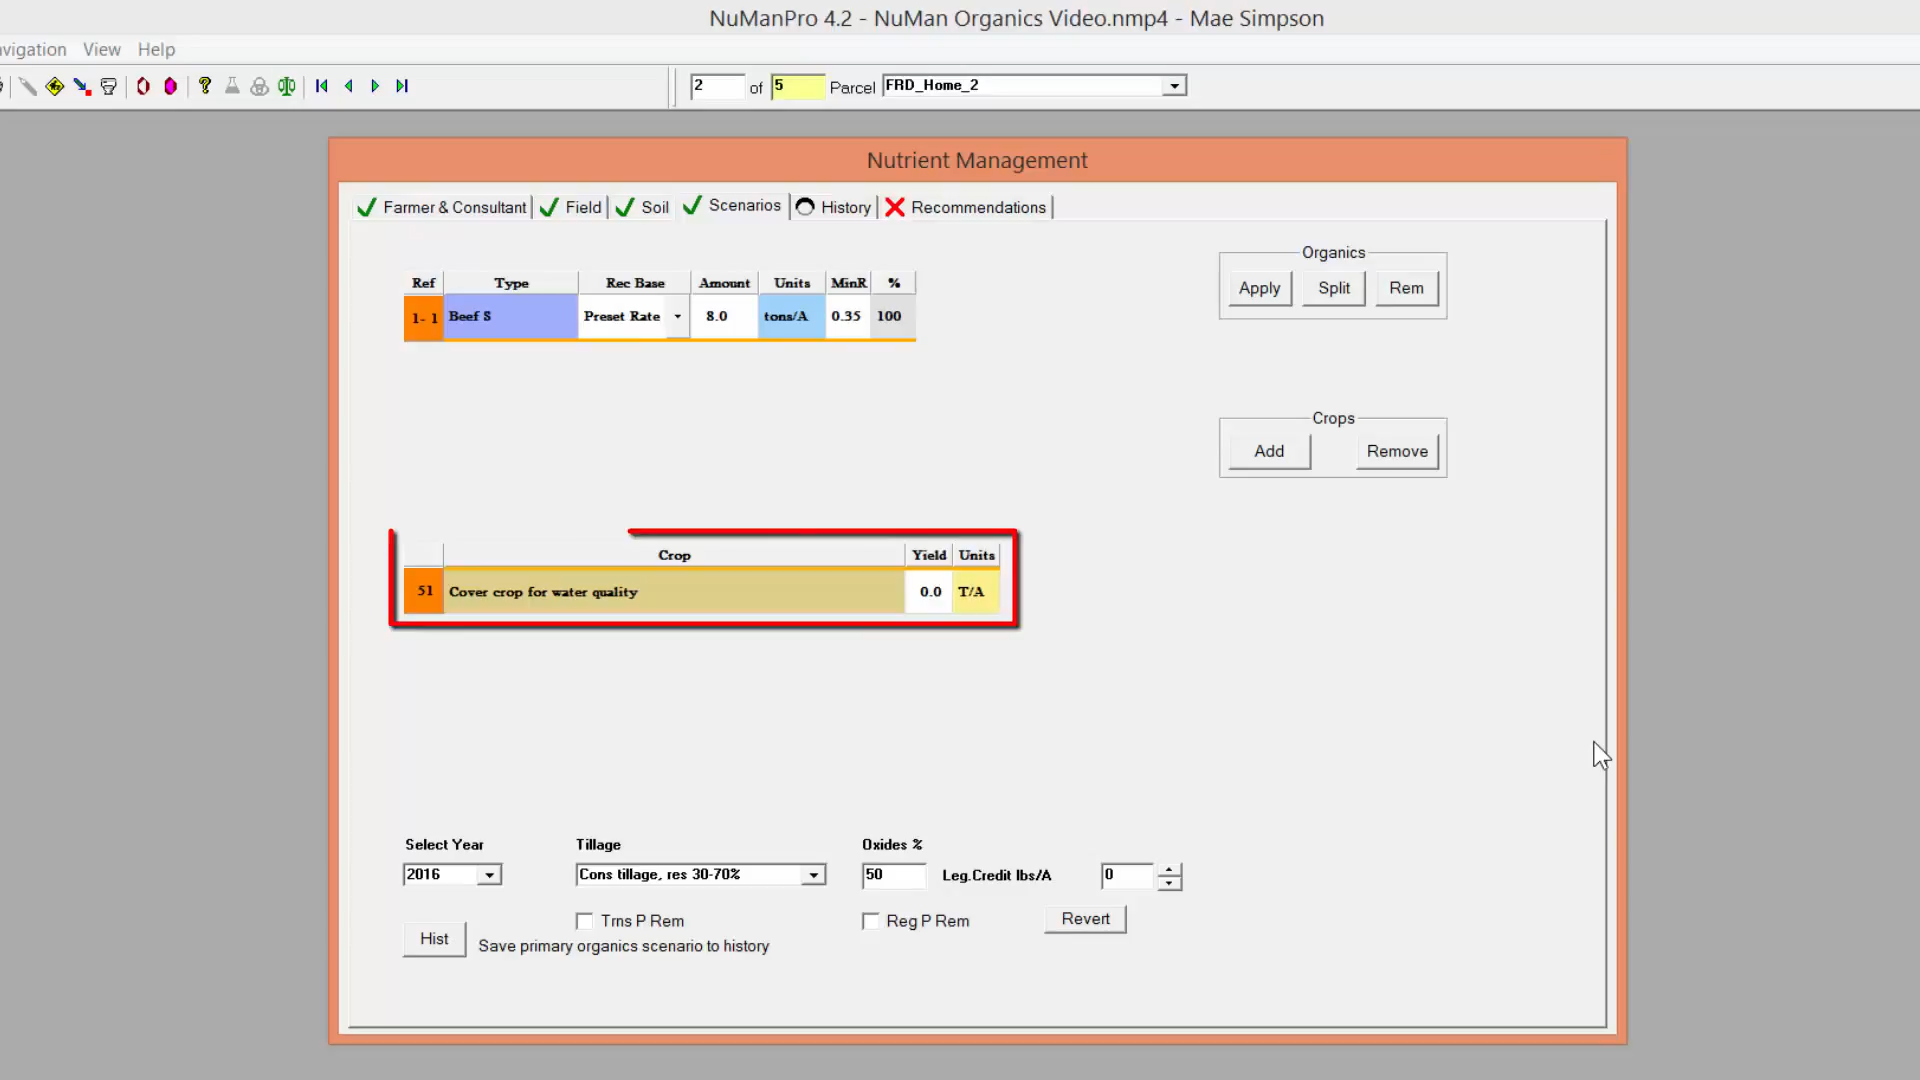 NuManPro 4.2 - NuMan Organics Video.nmp4 - Mae Simpson
avigation View Help
2 of 5 Parcel FRD_Home_2
Nutrient Management
Farmer & Consultant Field Soil Scenarios History Recommendations
Organics
Apply Split Rem
Ref Type Rec Base Amount Units MinR %
1- 1 Beef S Preset Rate 8.0 tons/A 0.35 100
Crops
Add Remove
Crop Yield Units
51 Cover crop for water quality 0.0 T/A
Select Year Tillage Oxides %
2016 Cons tillage, res 30-70% 50 Leg.Credit lbs/A 0
Trns P Rem Reg P Rem Revert
Hist Save primary organics scenario to history